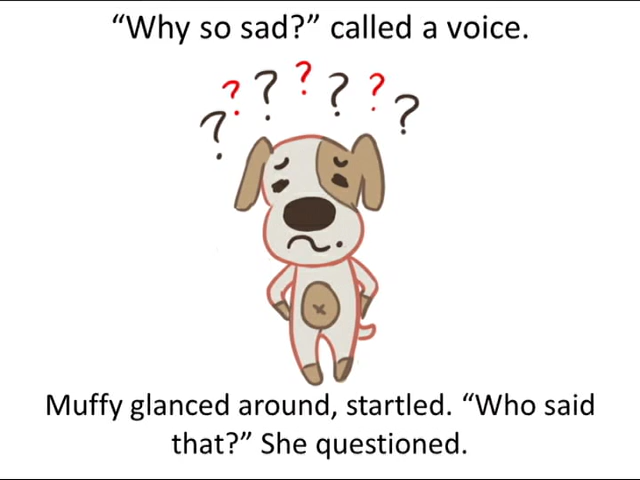 “Why so sad?” called a voice.
? ? ? ? ? ? ?
Muffy glanced around, startled. “Who said
that?” She questioned.